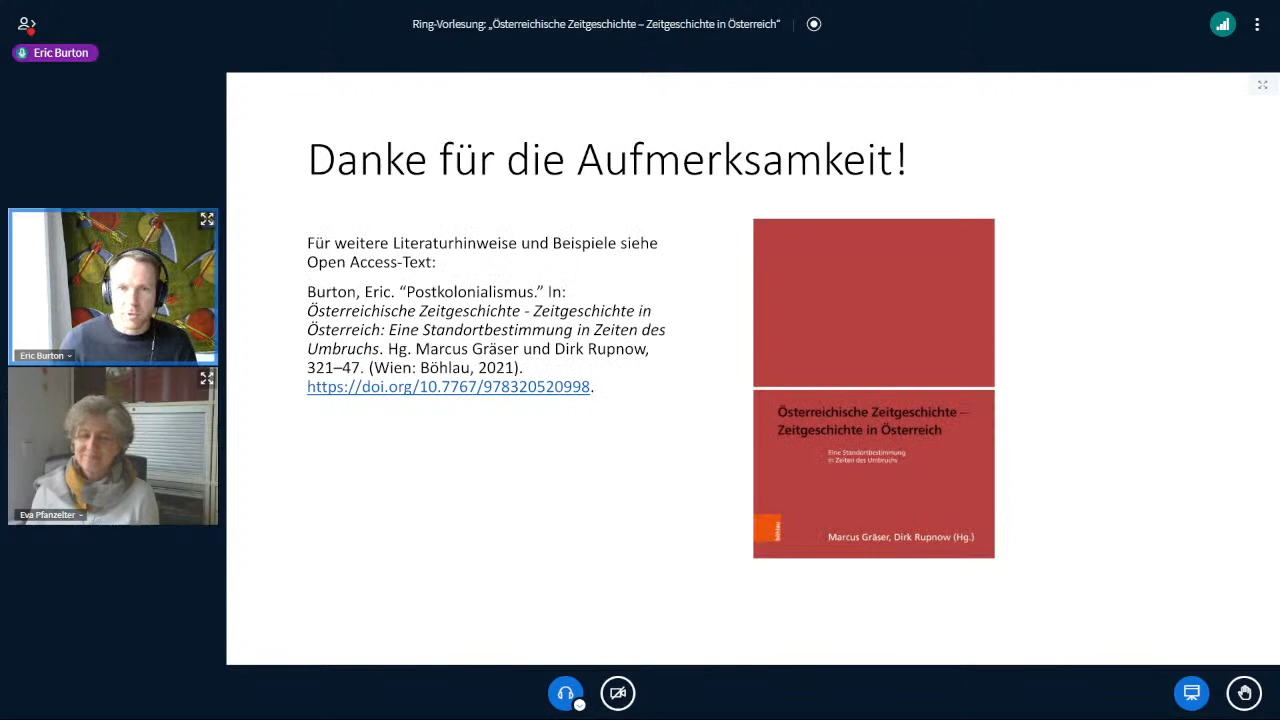 Ring-Vorlesung: „Österreichische Zeitgeschichte – Zeitgeschichte in Österreich“
Eric Burton
Danke für die Aufmerksamkeit!
Für weitere Literaturhinweise und Beispiele siehe
Open Access-Text:
Burton, Eric. “Postkolonialismus.” In:
Österreichische Zeitgeschichte - Zeitgeschichte in
Österreich: Eine Standortbestimmung in Zeiten des
Umbruchs. Hg. Marcus Gräser und Dirk Rupnow,
321–47. (Wien: Böhlau, 2021).
https://doi.org/10.7767/978320520998.
Österreichische Zeitgeschichte –
Zeitgeschichte in Österreich
Eine Standortbestimmung
in Zeiten des Umbruchs
böhlau
Marcus Gräser, Dirk Rupnow (Hg.)
Eric Burton
Eva Pfanzelter